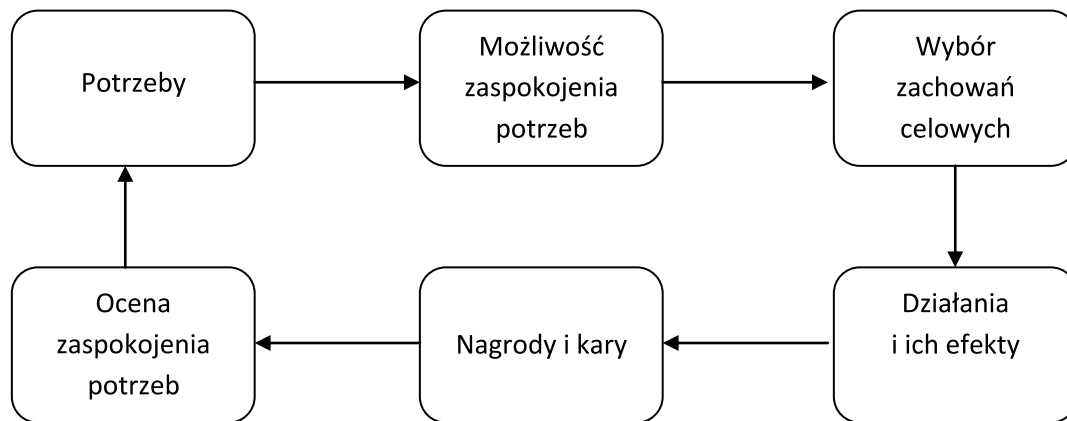 Potrzeby
Możliwość
zaspokojenia
potrzeb
Wybór
zachowań
celowych
Działania
i ich efekty
Nagrody i kary
Ocena
zaspokojenia
potrzeb